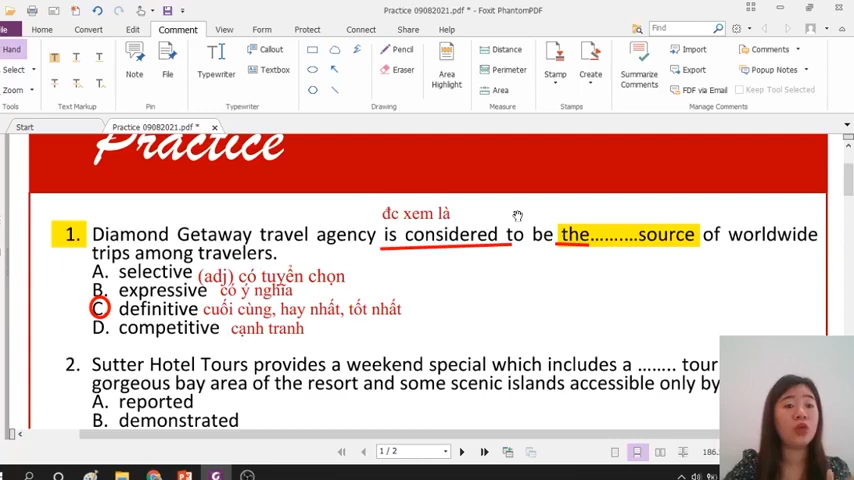 Practice 09082021.pdf * - Foxit PhantomPDF
File Home Convert Edit Comment View Form Protect Connect Share Help Find
Hand
Select
Zoom
Tools
Text Markup
Note File
Pin
Typewriter
Callout
Textbox
Typewriter
Pencil
Eraser
Drawing
Area Highlight
Distance
Perimeter
Area
Measure
Stamp Create
Stamps
Summarize Comments
Import
Export
FDF via Email
Comments
Popup Notes
Keep Tool Selected
Manage Comments
Start Practice 09082021.pdf *
Practice
đc xem là
1. Diamond Getaway travel agency is considered to be the..........source of worldwide
trips among travelers.
A. selective (adj) có tuyển chọn
B. expressive có ý nghĩa
C. definitive cuối cùng, hay nhất, tốt nhất
D. competitive cạnh tranh
2. Sutter Hotel Tours provides a weekend special which includes a ........ tour
gorgeous bay area of the resort and some scenic islands accessible only by
A. reported
B. demonstrated
1 / 2